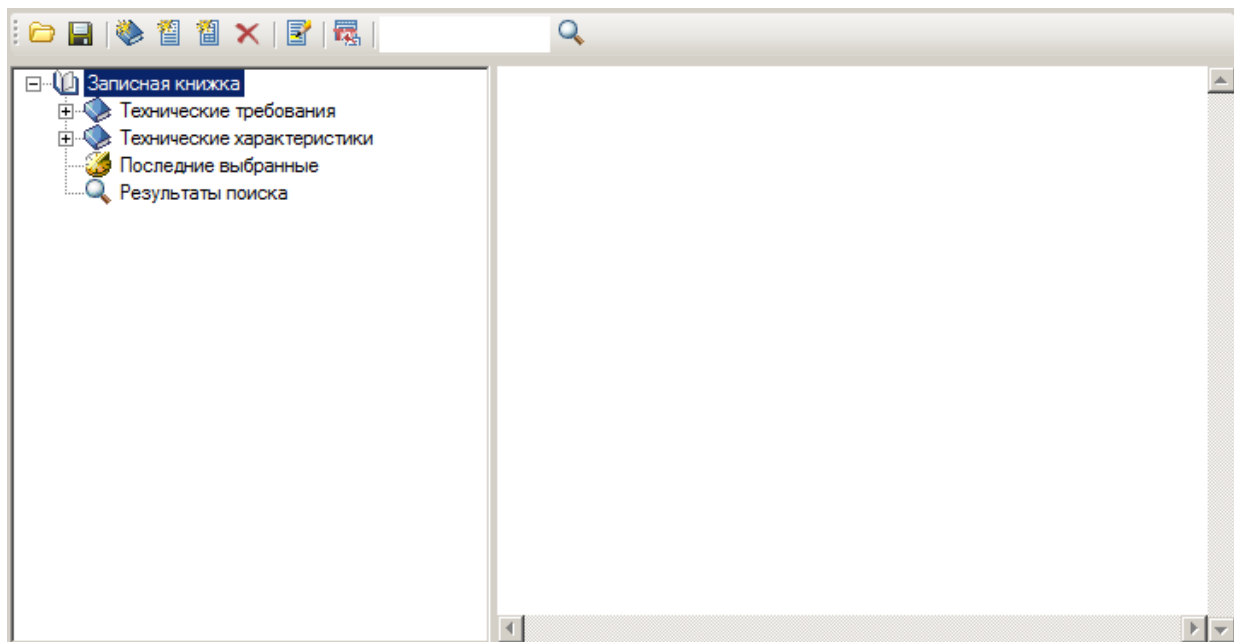 Записная книжка
Технические требования
Технические характеристики
Последние выбранные
Результаты поиска